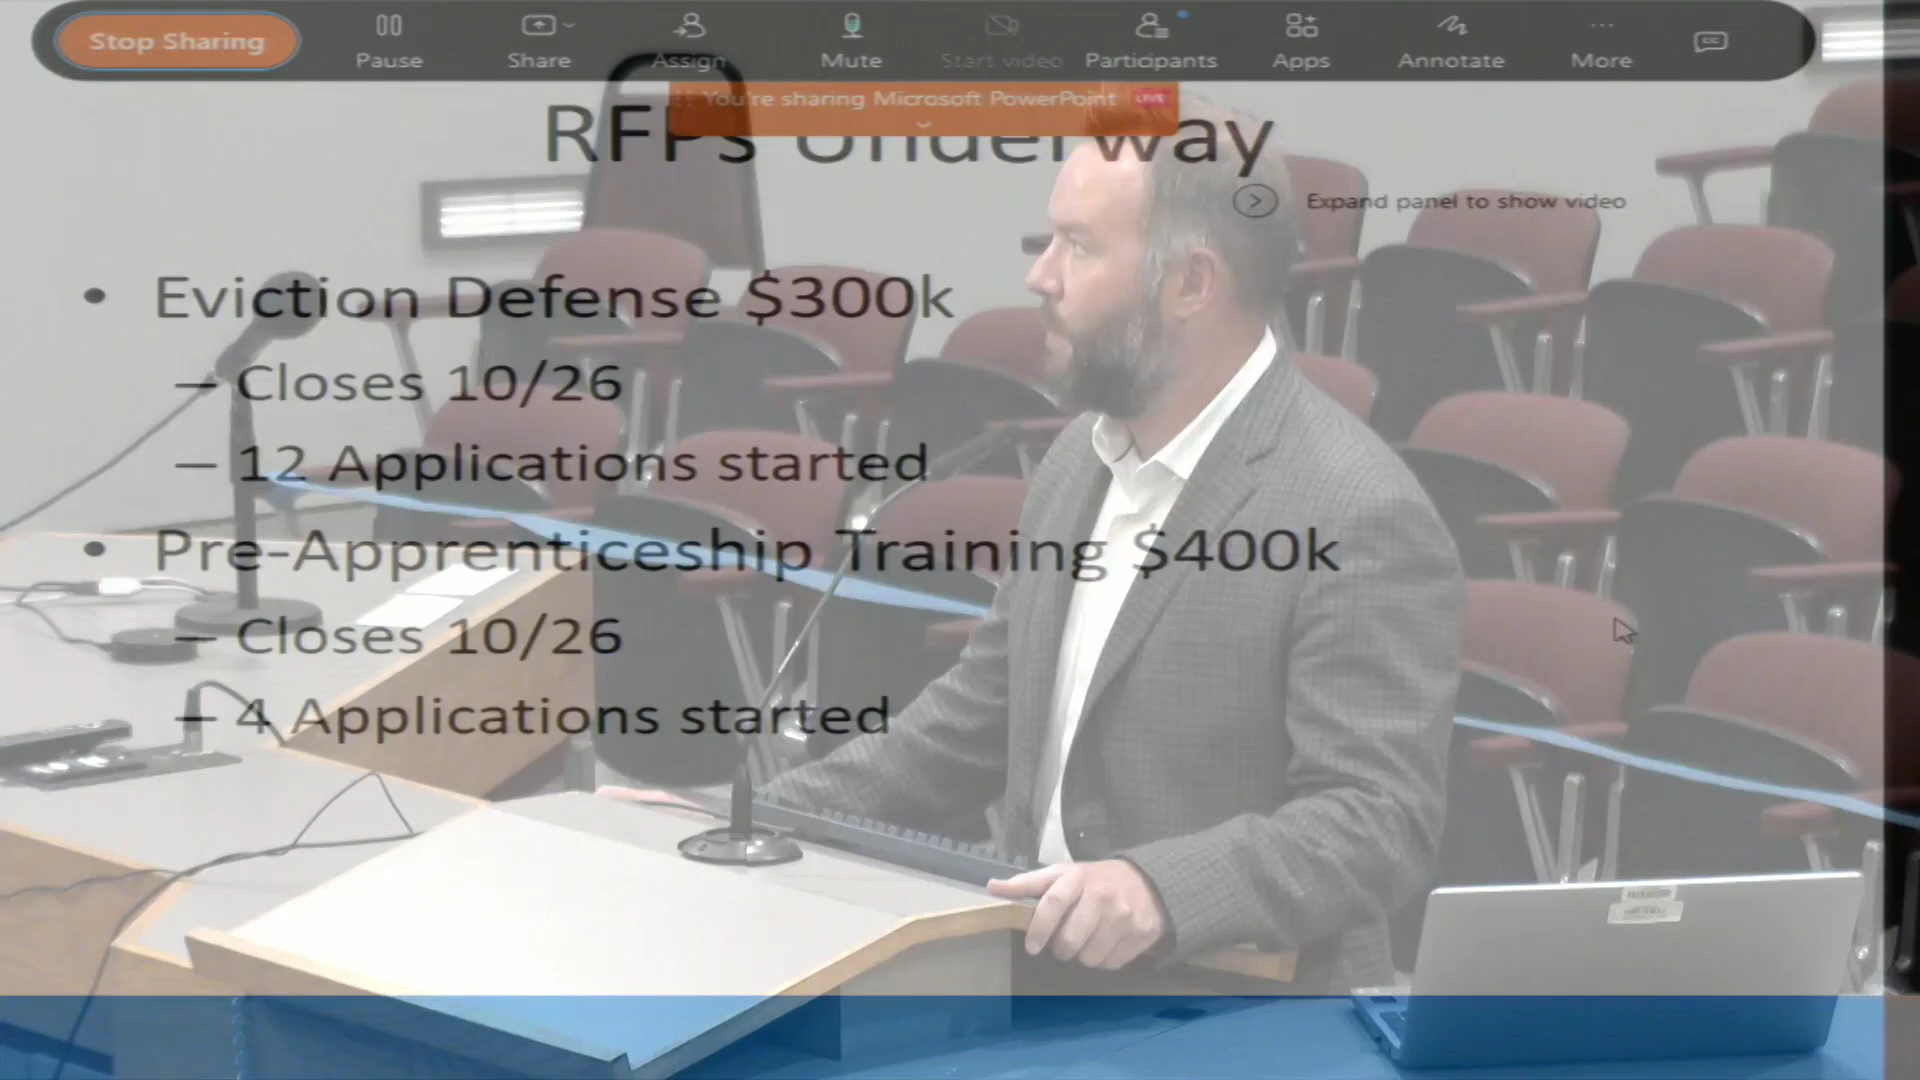 Stop Sharing
Pause
Share
Assign
Mute
Start video
Participants
Apps
Annotate
More
CC
You're sharing Microsoft PowerPoint LIVE
RFPs Underway
Expand panel to show video
• Eviction Defense $300k
– Closes 10/26
– 12 Applications started
• Pre-Apprenticeship Training $400k
– Closes 10/26
– 4 Applications started